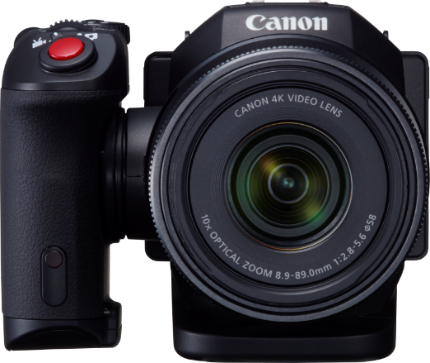 Canon
CANON 4K VIDEO LENS
10x OPTICAL ZOOM 8.9-89.0mm 1:2.8-5.6 ⌀58